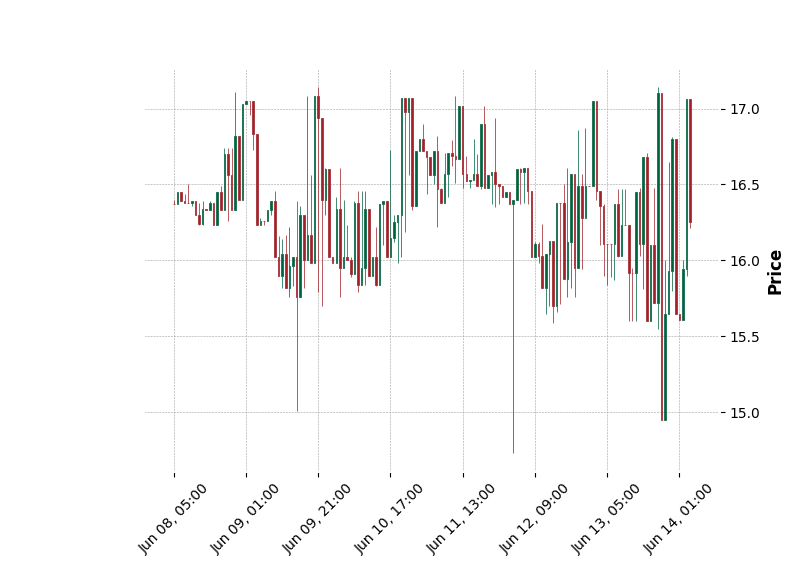 17.0
16.5
16.0
15.5
15.0
Price
Jun 08, 05:00
Jun 09, 01:00
Jun 09, 21:00
Jun 10, 17:00
Jun 11, 13:00
Jun 12, 09:00
Jun 13, 05:00
Jun 14, 01:00